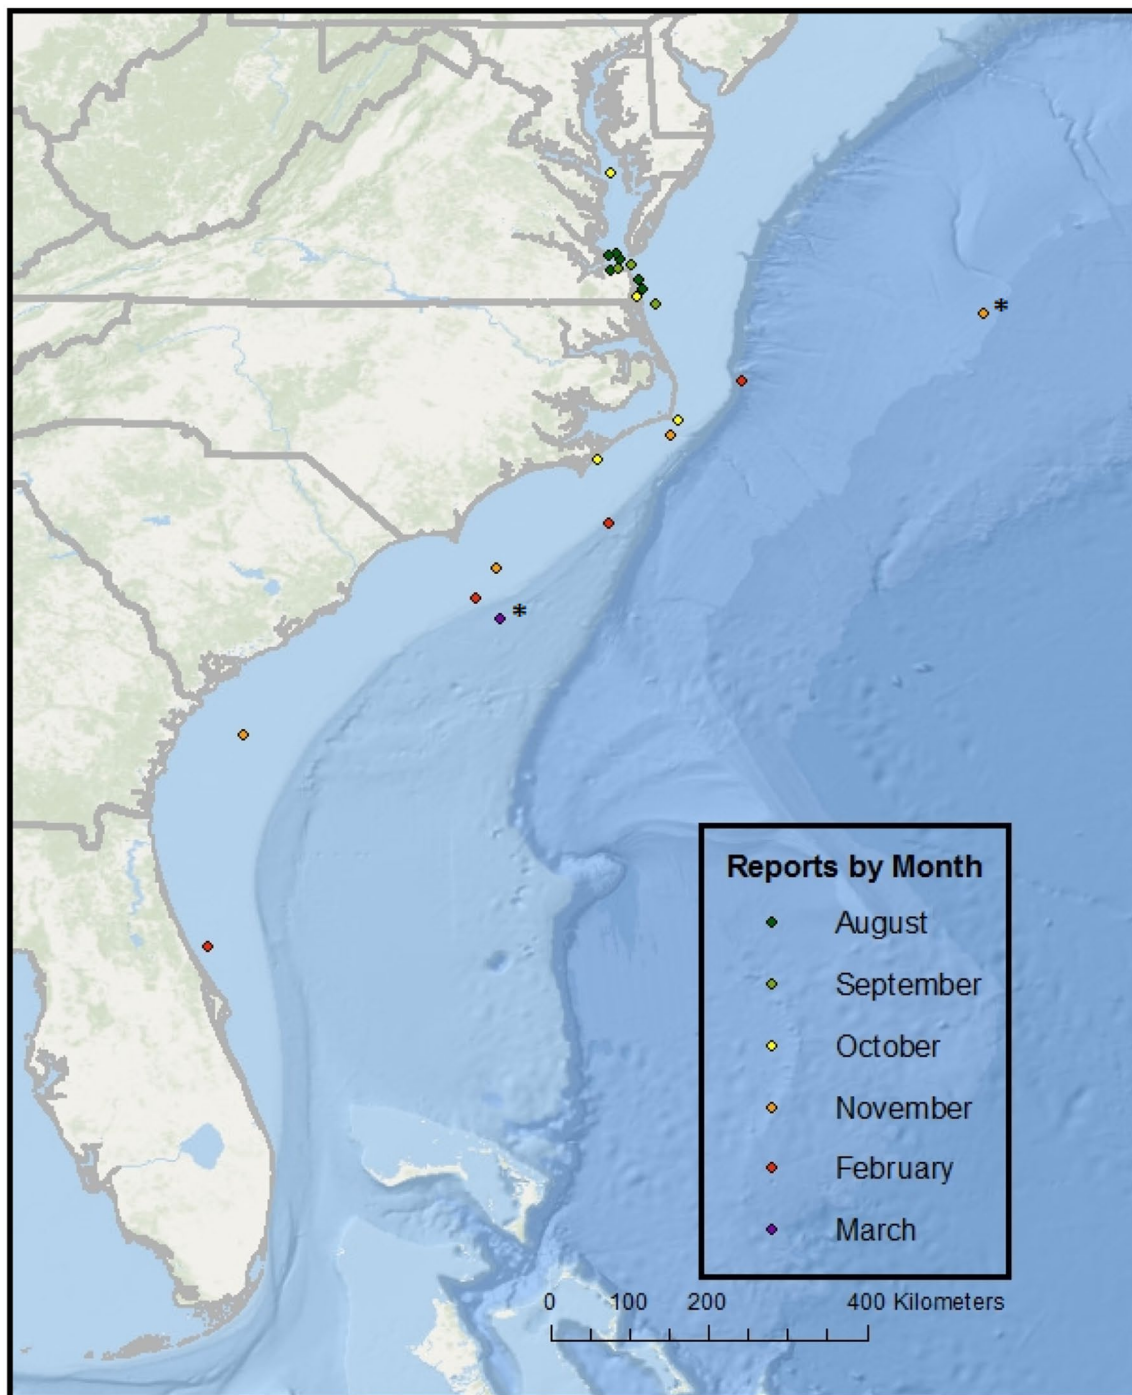 *
*
Reports by Month
August
September
October
November
February
March
0 100 200 400 Kilometers